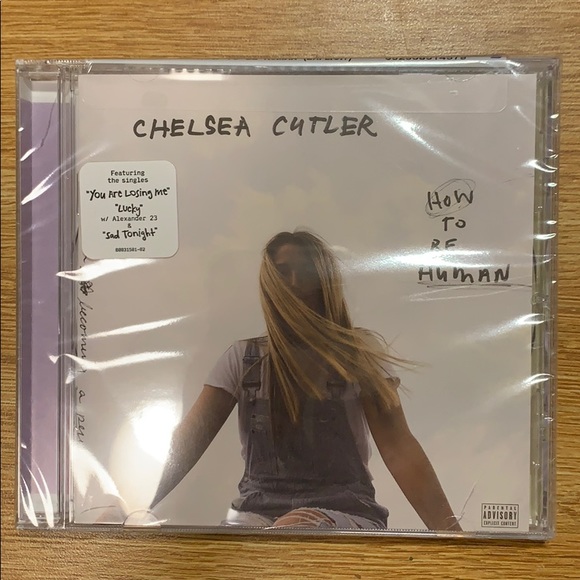 CHELSEA CUTLER
Featuring
the singles
"You Are Losing Me"
"Lucky"
w/ Alexander 23
&
"Sad Tonight"
HOW
TO
BE
HUMAN
becoming a
PARENTAL
ADVISORY
EXPLICIT CONTENT